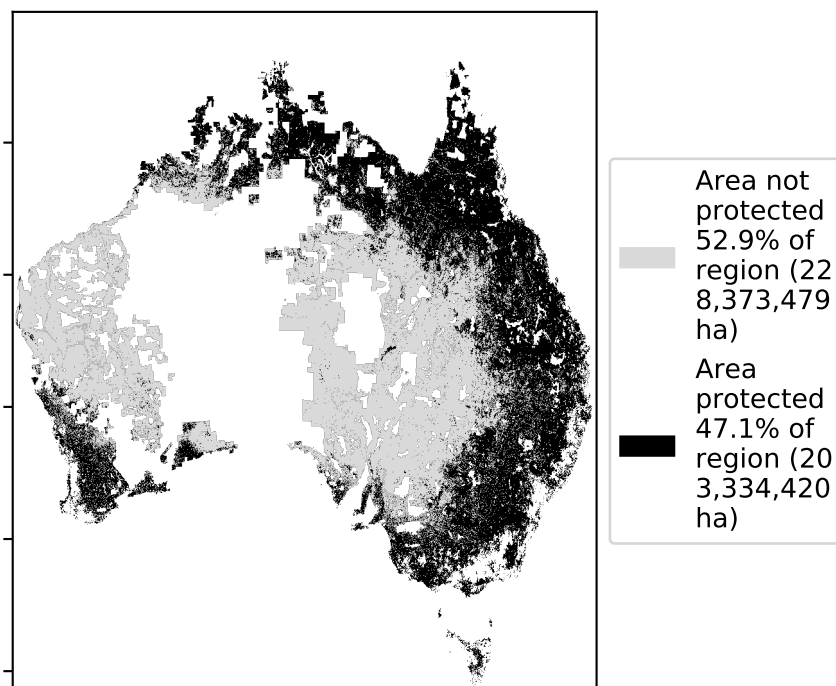 Area not
protected
52.9% of
region (22
8,373,479
ha)
Area
protected
47.1% of
region (20
3,334,420
ha)